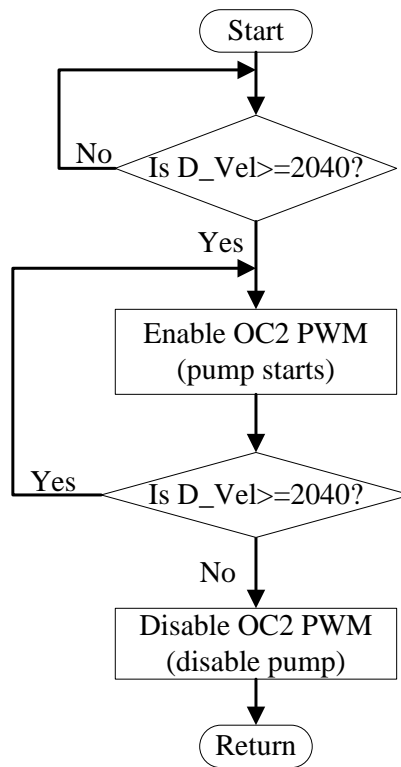 Start
No
Is D_Vel>=2040?
Yes
Enable OC2 PWM
(pump starts)
Yes
Is D_Vel>=2040?
No
Disable OC2 PWM
(disable pump)
Return